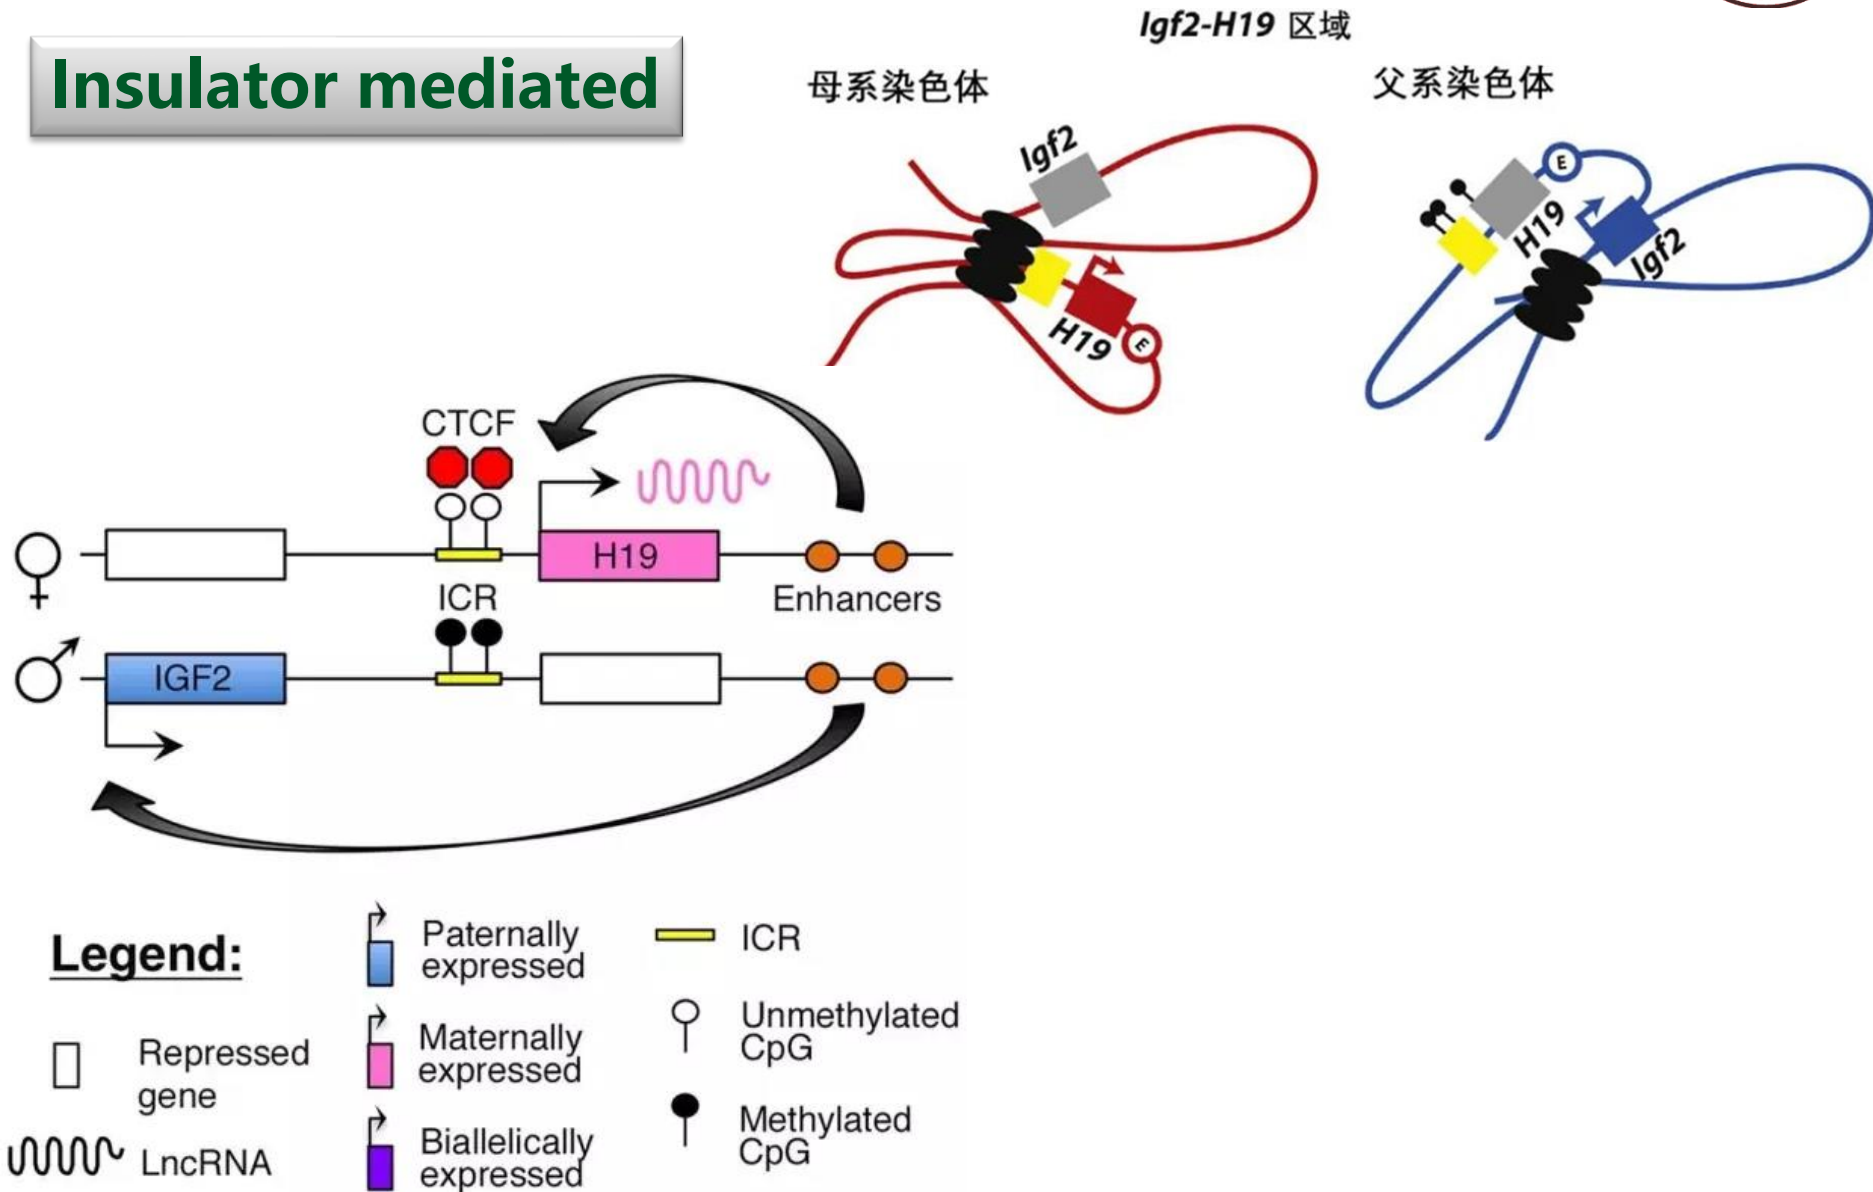 Insulator mediated
Igf2-H19 区域
母系染色体
父系染色体
Igf2
H19
E
E
H19
Igf2
CTCF
H19
ICR
Enhancers
IGF2
Legend:
Repressed
gene
LncRNA
Paternally
expressed
Maternally
expressed
Biallelically
expressed
ICR
Unmethylated
CpG
Methylated
CpG